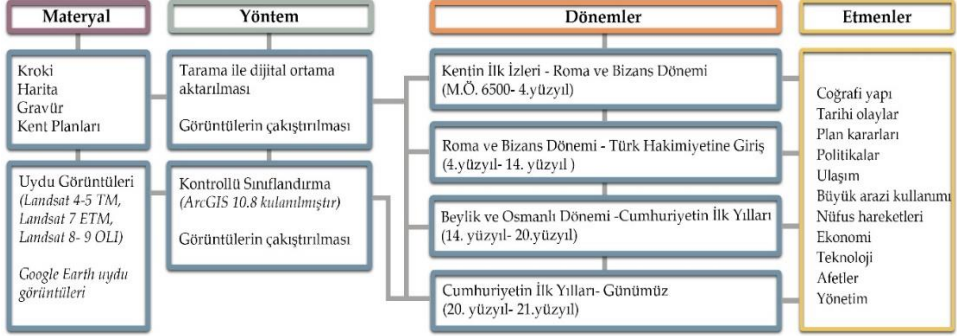 Materyal
Yöntem
Dönemler
Etmenler
Kroki
Harita
Gravür
Kent Planları
Uydu Görüntüleri
(Landsat 4-5 TM,
Landsat 7 ETM,
Landsat 8- 9 OLI)
Google Earth uydu
görüntüleri
Tarama ile dijital ortama
aktarılması
Görüntülerin çakıştırılması
Kontrollü Sınıflandırma
(ArcGIS 10.8 kulanılmıştır)
Görüntülerin çakıştırılması
Kentin İlk İzleri - Roma ve Bizans Dönemi
(M.Ö. 6500- 4.yüzyıl)
Roma ve Bizans Dönemi - Türk Hakimiyetine Giriş
(4.yüzyıl- 14. yüzyıl )
Beylik ve Osmanlı Dönemi -Cumhuriyetin İlk Yılları
(14. yüzyıl- 20.yüzyıl)
Cumhuriyetin İlk Yılları- Günümüz
(20. yüzyıl- 21.yüzyıl)
Coğrafi yapı
Tarihi olaylar
Plan kararları
Politikalar
Ulaşım
Büyük arazi kullanımı
Nüfus hareketleri
Ekonomi
Teknoloji
Afetler
Yönetim